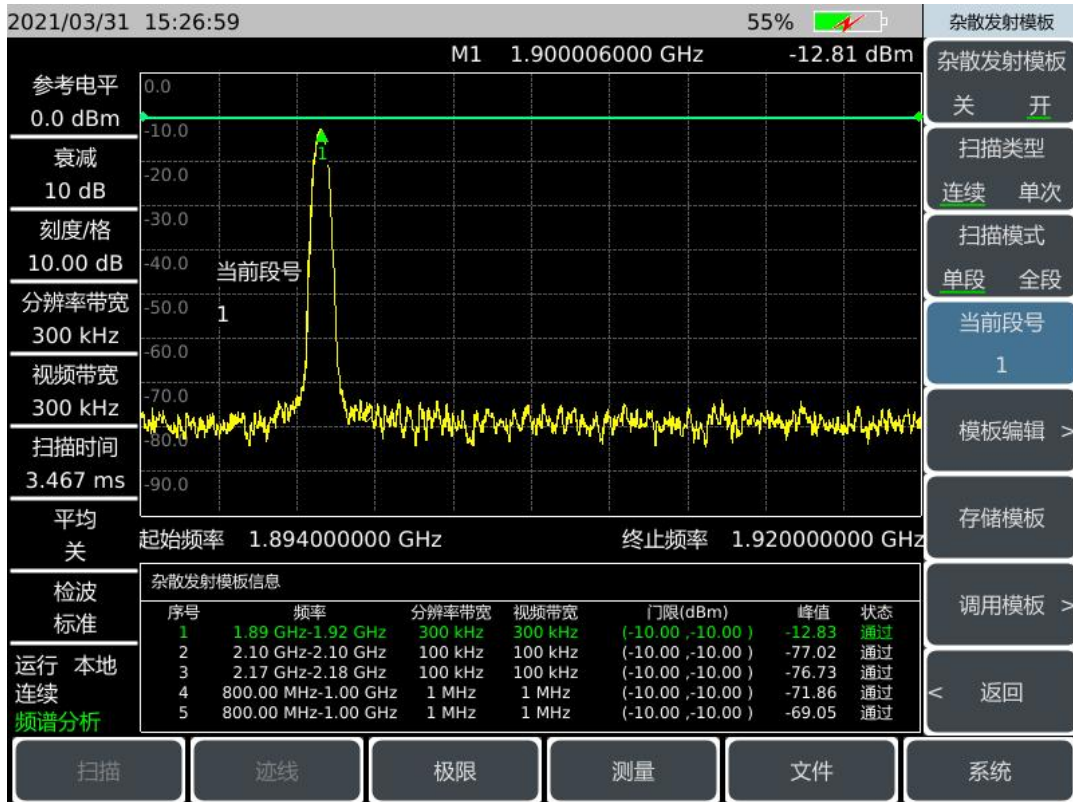 2021/03/31 15:26:59 55%
M1 1.900006000 GHz -12.81 dBm
参考电平
0.0 dBm
衰减
10 dB
刻度/格
10.00 dB
分辨率带宽
300 kHz
视频带宽
300 kHz
扫描时间
3.467 ms
平均
关
检波
标准
运行 本地
连续
频谱分析
0.0
-10.0
-20.0
-30.0
-40.0
-50.0
-60.0
-70.0
-80.0
-90.0
1
当前段号
1
起始频率 1.894000000 GHz 终止频率 1.920000000 GHz
杂散发射模板信息
序号 频率 分辨率带宽 视频带宽 门限(dBm) 峰值 状态
1 1.89 GHz-1.92 GHz 300 kHz 300 kHz (-10.00 ,-10.00 ) -12.83 通过
2 2.10 GHz-2.10 GHz 100 kHz 100 kHz (-10.00 ,-10.00 ) -77.02 通过
3 2.17 GHz-2.18 GHz 100 kHz 100 kHz (-10.00 ,-10.00 ) -76.73 通过
4 800.00 MHz-1.00 GHz 1 MHz 1 MHz (-10.00 ,-10.00 ) -71.86 通过
5 800.00 MHz-1.00 GHz 1 MHz 1 MHz (-10.00 ,-10.00 ) -69.05 通过
杂散发射模板
杂散发射模板
关 开
扫描类型
连续 单次
扫描模式
单段 全段
当前段号
1
模板编辑 >
存储模板
调用模板 >
< 返回
扫描 迹线 极限 测量 文件 系统